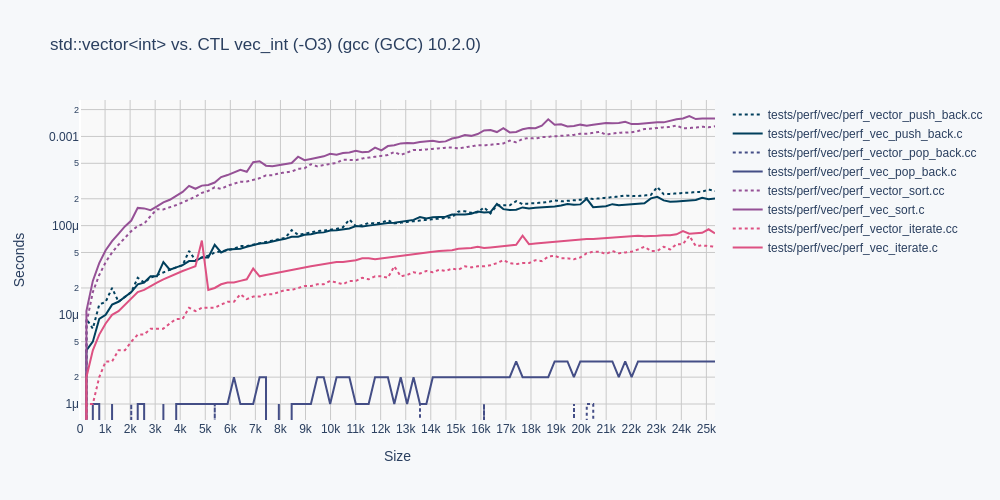 std::vector<int> vs. CTL vec_int (-O3) (gcc (GCC) 10.2.0)
2
0.001
5
2
100μ
5
2
10μ
5
2
1μ
Seconds
0 1k 2k 3k 4k 5k 6k 7k 8k 9k 10k 11k 12k 13k 14k 15k 16k 17k 18k 19k 20k 21k 22k 23k 24k 25k
Size
tests/perf/vec/perf_vector_push_back.cc
tests/perf/vec/perf_vec_push_back.c
tests/perf/vec/perf_vector_pop_back.cc
tests/perf/vec/perf_vec_pop_back.c
tests/perf/vec/perf_vector_sort.cc
tests/perf/vec/perf_vec_sort.c
tests/perf/vec/perf_vector_iterate.cc
tests/perf/vec/perf_vec_iterate.c